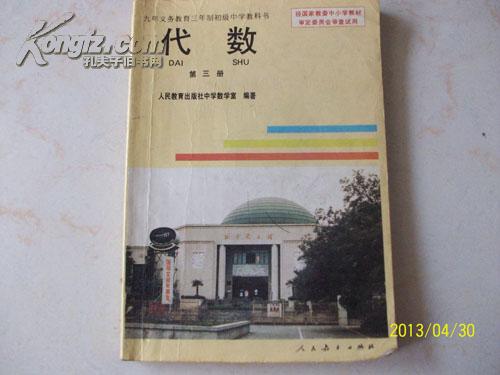 九年义务教育三年制初级中学教科书
经国家教委中小学教材
审定委员会审查试用
Kongfz.com
孔夫子旧书网
代数
DAI SHU
第三册
人民教育出版社中学数学室 编著
2013/04/30
人民教育出版社